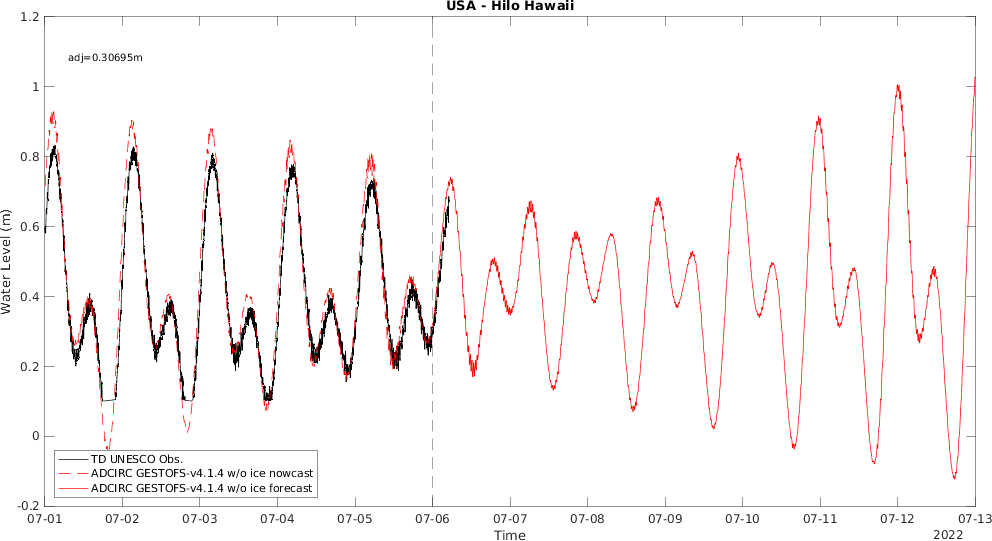 USA - Hilo Hawaii
1.2
adj=0.30695m
1
0.8
0.6
0.4
0.2
0
-0.2
Water Level (m)
TD UNESCO Obs.
ADCIRC GESTOFS-v4.1.4 w/o ice nowcast
ADCIRC GESTOFS-v4.1.4 w/o ice forecast
07-01 07-02 07-03 07-04 07-05 07-06 07-07 07-08 07-09 07-10 07-11 07-12 07-13
Time
2022